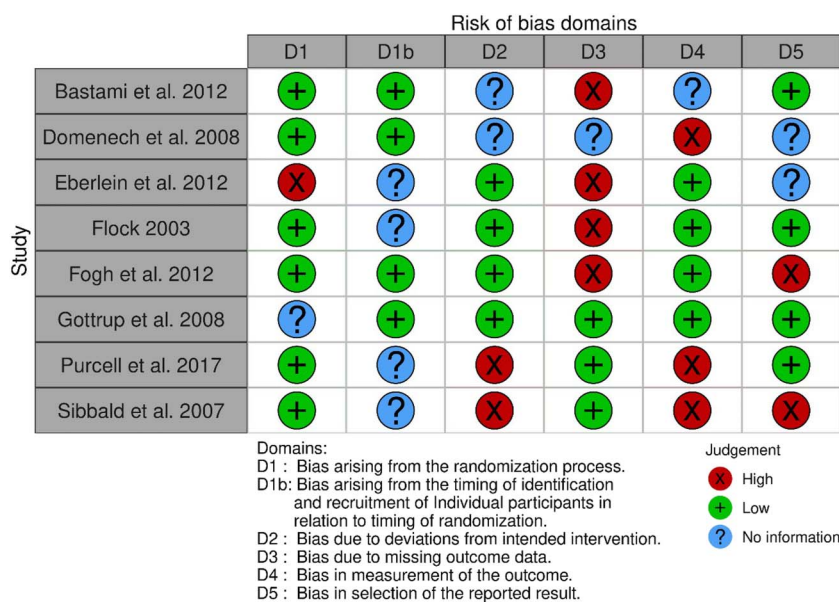 Risk of bias domains
D1 D1b D2 D3 D4 D5
Study
Bastami et al. 2012 + + ? X ? +
Domenech et al. 2008 + + ? ? X ?
Eberlein et al. 2012 X ? + X + ?
Flock 2003 + ? + X + +
Fogh et al. 2012 + + + X + X
Gottrup et al. 2008 ? + + + + +
Purcell et al. 2017 + ? X + X +
Sibbald et al. 2007 + ? X + X X
Domains:
D1 : Bias arising from the randomization process.
D1b: Bias arising from the timing of identification
and recruitment of Individual participants in
relation to timing of randomization.
D2 : Bias due to deviations from intended intervention.
D3 : Bias due to missing outcome data.
D4 : Bias in measurement of the outcome.
D5 : Bias in selection of the reported result.
Judgement
X High
+ Low
? No information